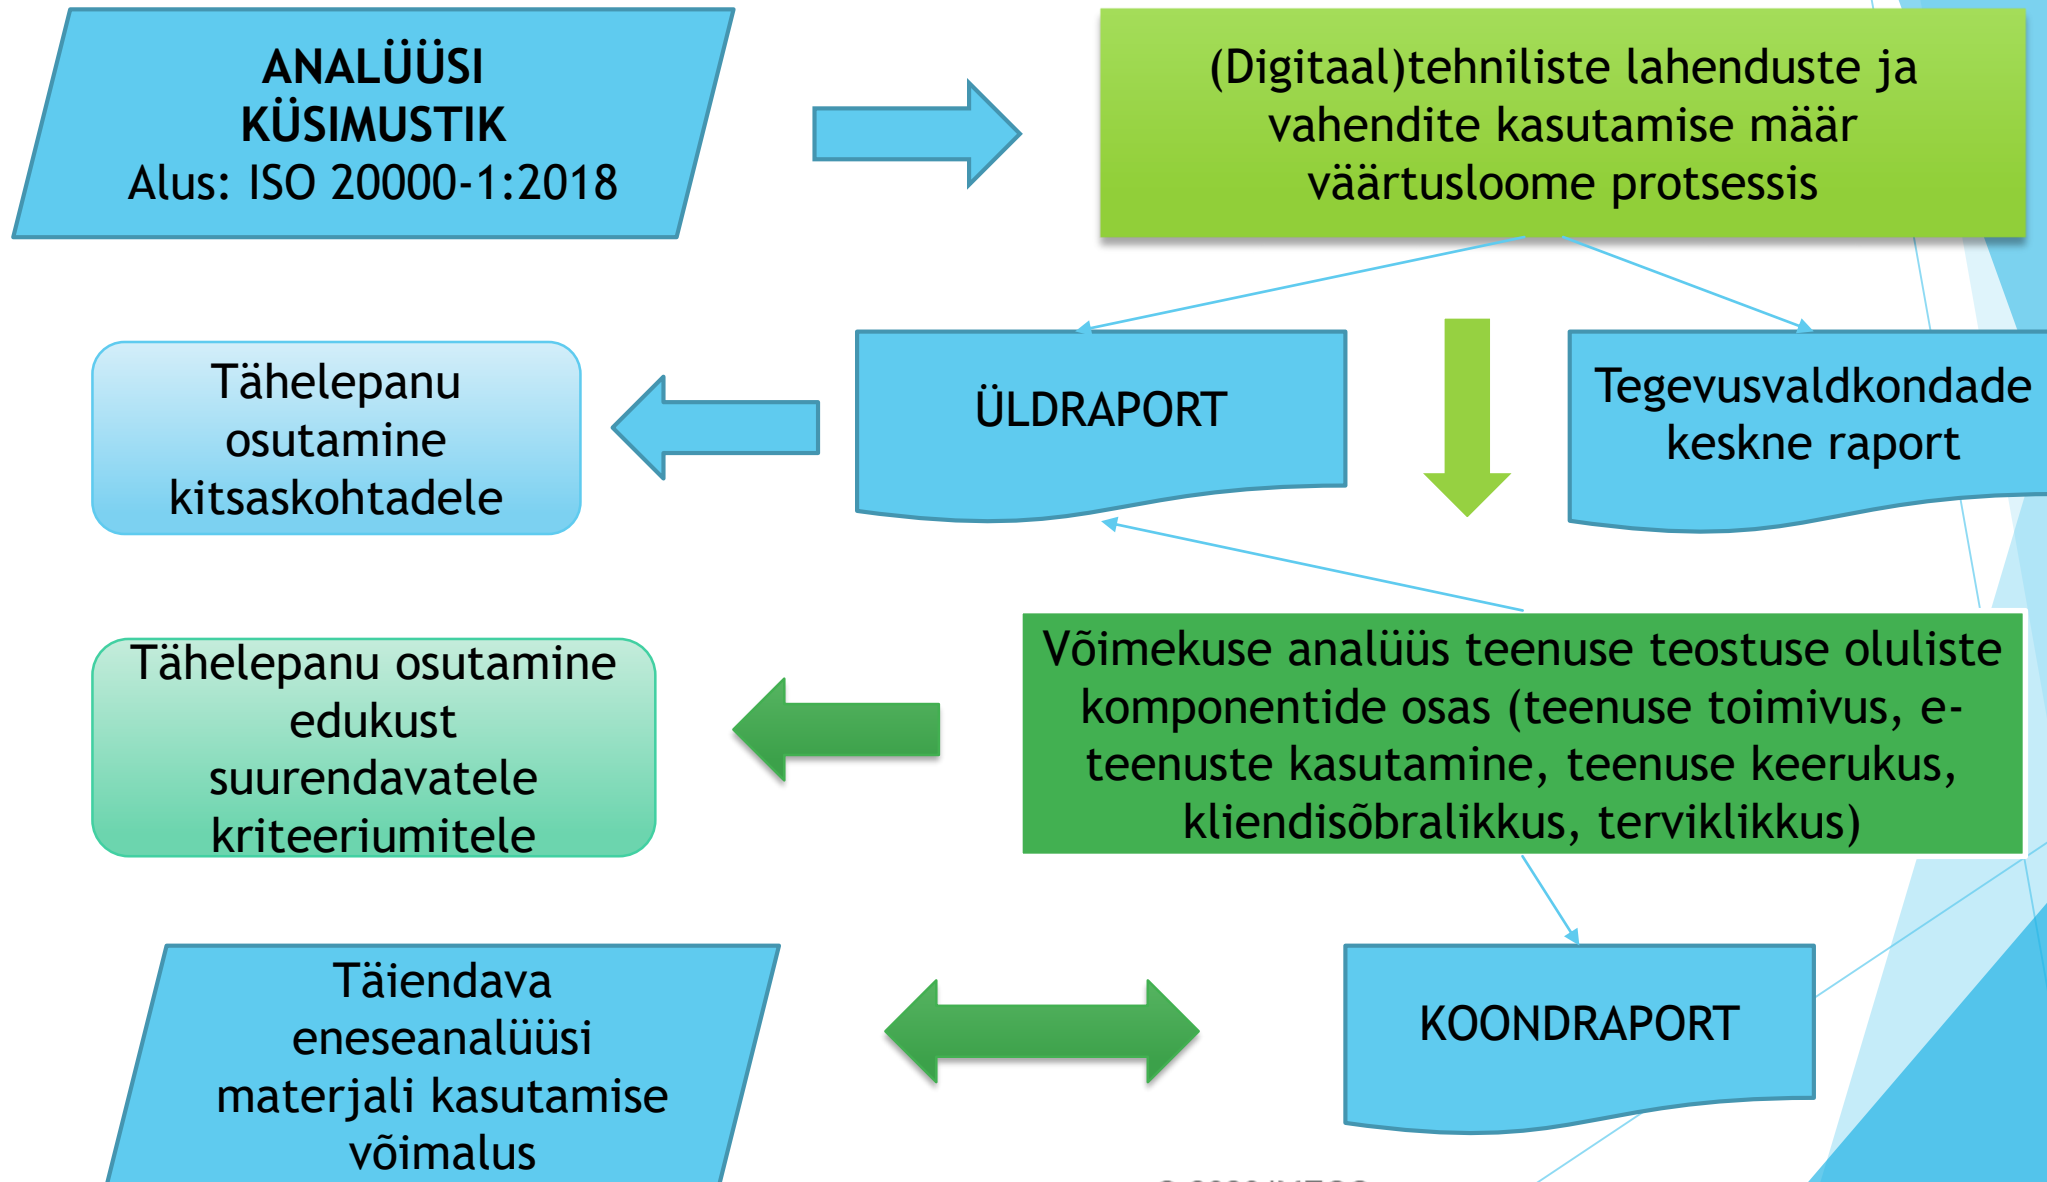 ANALÜÜSI
KÜSIMUSTIK
Alus: ISO 20000-1:2018
(Digitaal)tehniliste lahenduste ja
vahendite kasutamise määr
väärtusloome protsessis
Tähelepanu
osutamine
kitsaskohtadele
ÜLDRAPORT
Tegevusvaldkondade
keskne raport
Tähelepanu osutamine
edukust
suurendavatele
kriteeriumitele
Võimekuse analüüs teenuse teostuse oluliste
komponentide osas (teenuse toimivus, e-
teenuste kasutamine, teenuse keerukus,
kliendisõbralikkus, terviklikkus)
Täiendava
eneseanalüüsi
materjali kasutamise
võimalus
KOONDRAPORT